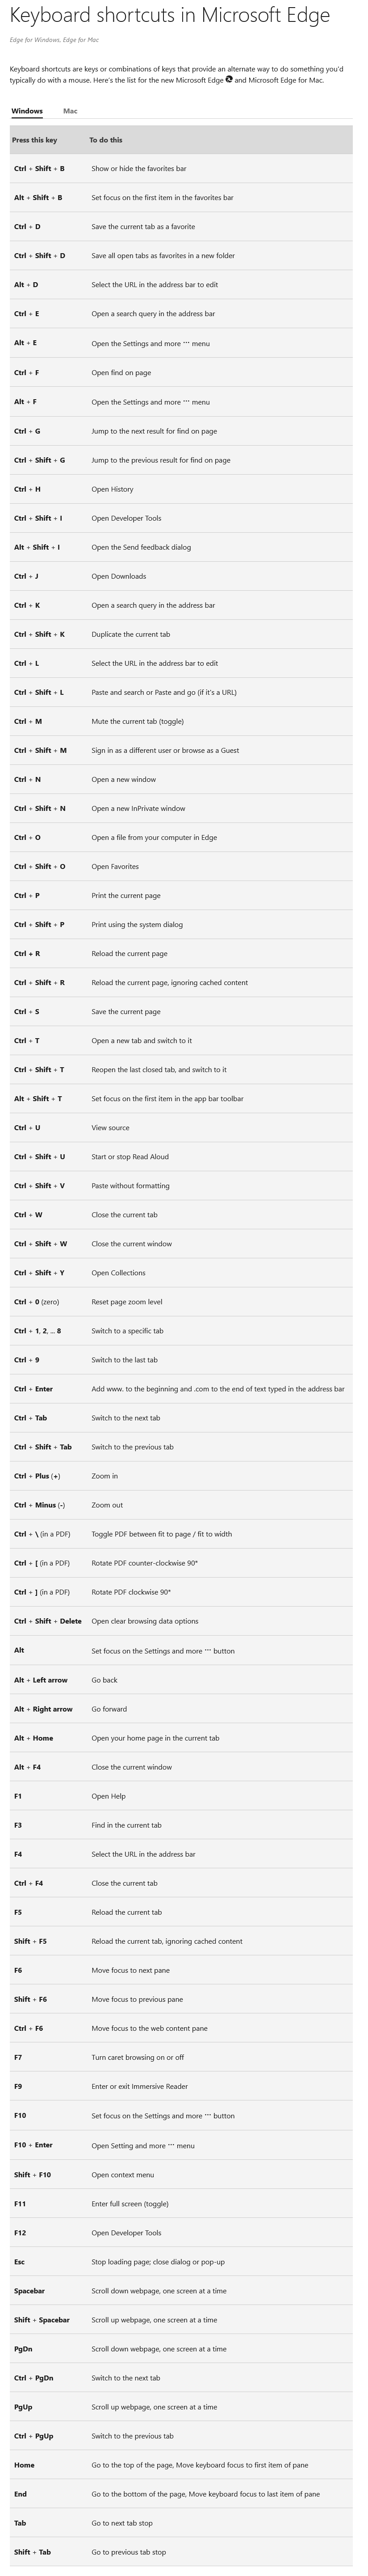 Keyboard shortcuts in Microsoft Edge
Edge for Windows, Edge for Mac
Keyboard shortcuts are keys or combinations of keys that provide an alternate way to do something you'd
typically do with a mouse. Here's the list for the new Microsoft Edge and Microsoft Edge for Mac.
Windows Mac
Press this key To do this
Ctrl + Shift + B Show or hide the favorites bar
Alt + Shift + B Set focus on the first item in the favorites bar
Ctrl + D Save the current tab as a favorite
Ctrl + Shift + D Save all open tabs as favorites in a new folder
Alt + D Select the URL in the address bar to edit
Ctrl + E Open a search query in the address bar
Alt + E Open the Settings and more ··· menu
Ctrl + F Open find on page
Alt + F Open the Settings and more ··· menu
Ctrl + G Jump to the next result for find on page
Ctrl + Shift + G Jump to the previous result for find on page
Ctrl + H Open History
Ctrl + Shift + I Open Developer Tools
Alt + Shift + I Open the Send feedback dialog
Ctrl + J Open Downloads
Ctrl + K Open a search query in the address bar
Ctrl + Shift + K Duplicate the current tab
Ctrl + L Select the URL in the address bar to edit
Ctrl + Shift + L Paste and search or Paste and go (if it's a URL)
Ctrl + M Mute the current tab (toggle)
Ctrl + Shift + M Sign in as a different user or browse as a Guest
Ctrl + N Open a new window
Ctrl + Shift + N Open a new InPrivate window
Ctrl + O Open a file from your computer in Edge
Ctrl + Shift + O Open Favorites
Ctrl + P Print the current page
Ctrl + Shift + P Print using the system dialog
Ctrl + R Reload the current page
Ctrl + Shift + R Reload the current page, ignoring cached content
Ctrl + S Save the current page
Ctrl + T Open a new tab and switch to it
Ctrl + Shift + T Reopen the last closed tab, and switch to it
Alt + Shift + T Set focus on the first item in the app bar toolbar
Ctrl + U View source
Ctrl + Shift + U Start or stop Read Aloud
Ctrl + Shift + V Paste without formatting
Ctrl + W Close the current tab
Ctrl + Shift + W Close the current window
Ctrl + Shift + Y Open Collections
Ctrl + 0 (zero) Reset page zoom level
Ctrl + 1, 2, ... 8 Switch to a specific tab
Ctrl + 9 Switch to the last tab
Ctrl + Enter Add www. to the beginning and .com to the end of text typed in the address bar
Ctrl + Tab Switch to the next tab
Ctrl + Shift + Tab Switch to the previous tab
Ctrl + Plus (+) Zoom in
Ctrl + Minus (-) Zoom out
Ctrl + \ (in a PDF) Toggle PDF between fit to page / fit to width
Ctrl + [ (in a PDF) Rotate PDF counter-clockwise 90*
Ctrl + ] (in a PDF) Rotate PDF clockwise 90*
Ctrl + Shift + Delete Open clear browsing data options
Alt Set focus on the Settings and more ··· button
Alt + Left arrow Go back
Alt + Right arrow Go forward
Alt + Home Open your home page in the current tab
Alt + F4 Close the current window
F1 Open Help
F3 Find in the current tab
F4 Select the URL in the address bar
Ctrl + F4 Close the current tab
F5 Reload the current tab
Shift + F5 Reload the current tab, ignoring cached content
F6 Move focus to next pane
Shift + F6 Move focus to previous pane
Ctrl + F6 Move focus to the web content pane
F7 Turn caret browsing on or off
F9 Enter or exit Immersive Reader
F10 Set focus on the Settings and more ··· button
F10 + Enter Open Setting and more ··· menu
Shift + F10 Open context menu
F11 Enter full screen (toggle)
F12 Open Developer Tools
Esc Stop loading page; close dialog or pop-up
Spacebar Scroll down webpage, one screen at a time
Shift + Spacebar Scroll up webpage, one screen at a time
PgDn Scroll down webpage, one screen at a time
Ctrl + PgDn Switch to the next tab
PgUp Scroll up webpage, one screen at a time
Ctrl + PgUp Switch to the previous tab
Home Go to the top of the page, Move keyboard focus to first item of pane
End Go to the bottom of the page, Move keyboard focus to last item of pane
Tab Go to next tab stop
Shift + Tab Go to previous tab stop